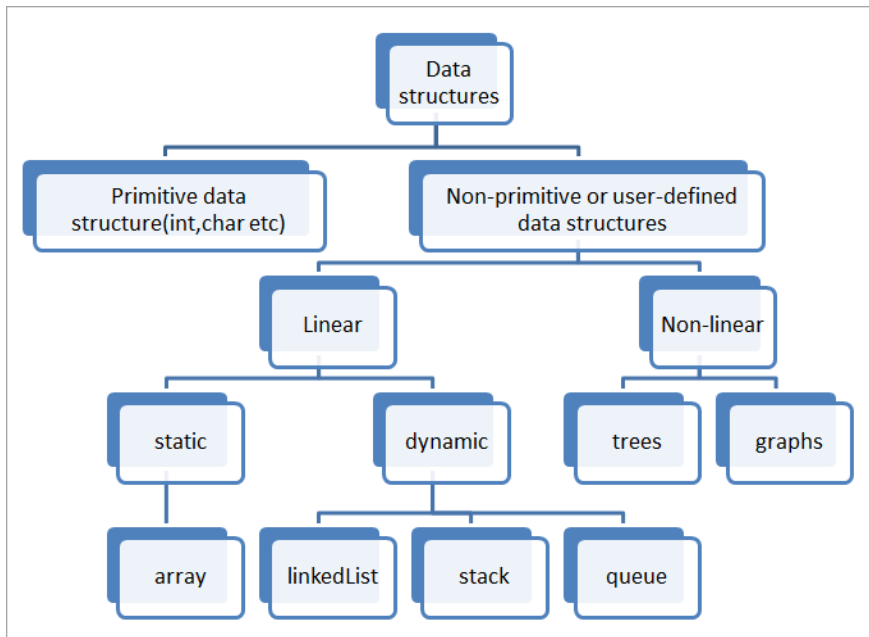 Data
structures
Primitive data
structure(int,char etc)
Non-primitive or user-defined
data structures
Linear
Non-linear
static
dynamic
trees
graphs
array
linkedList
stack
queue